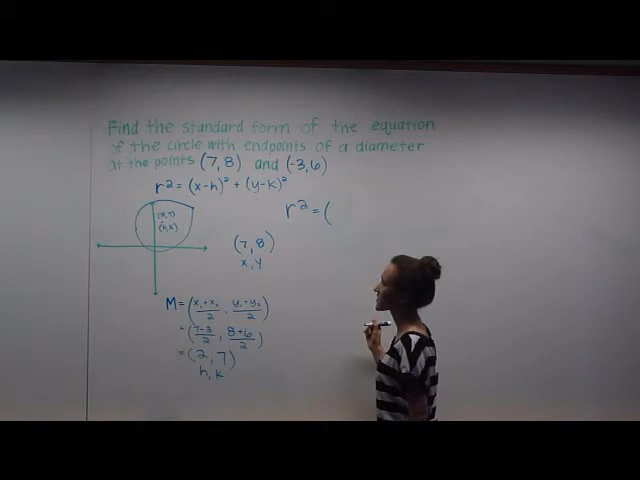 Find the standard form of the equation
of the circle with endpoints of a diameter
at the points (7,8) and (-3,6)
r² = (x-h)² + (y-k)²
r² = (
(2,7)
(h,k)
(7,8)
x,y
M = (x₁+x₂/2, y₁+y₂/2)
= (7-3/2, 8+6/2)
= (2,7)
h,k